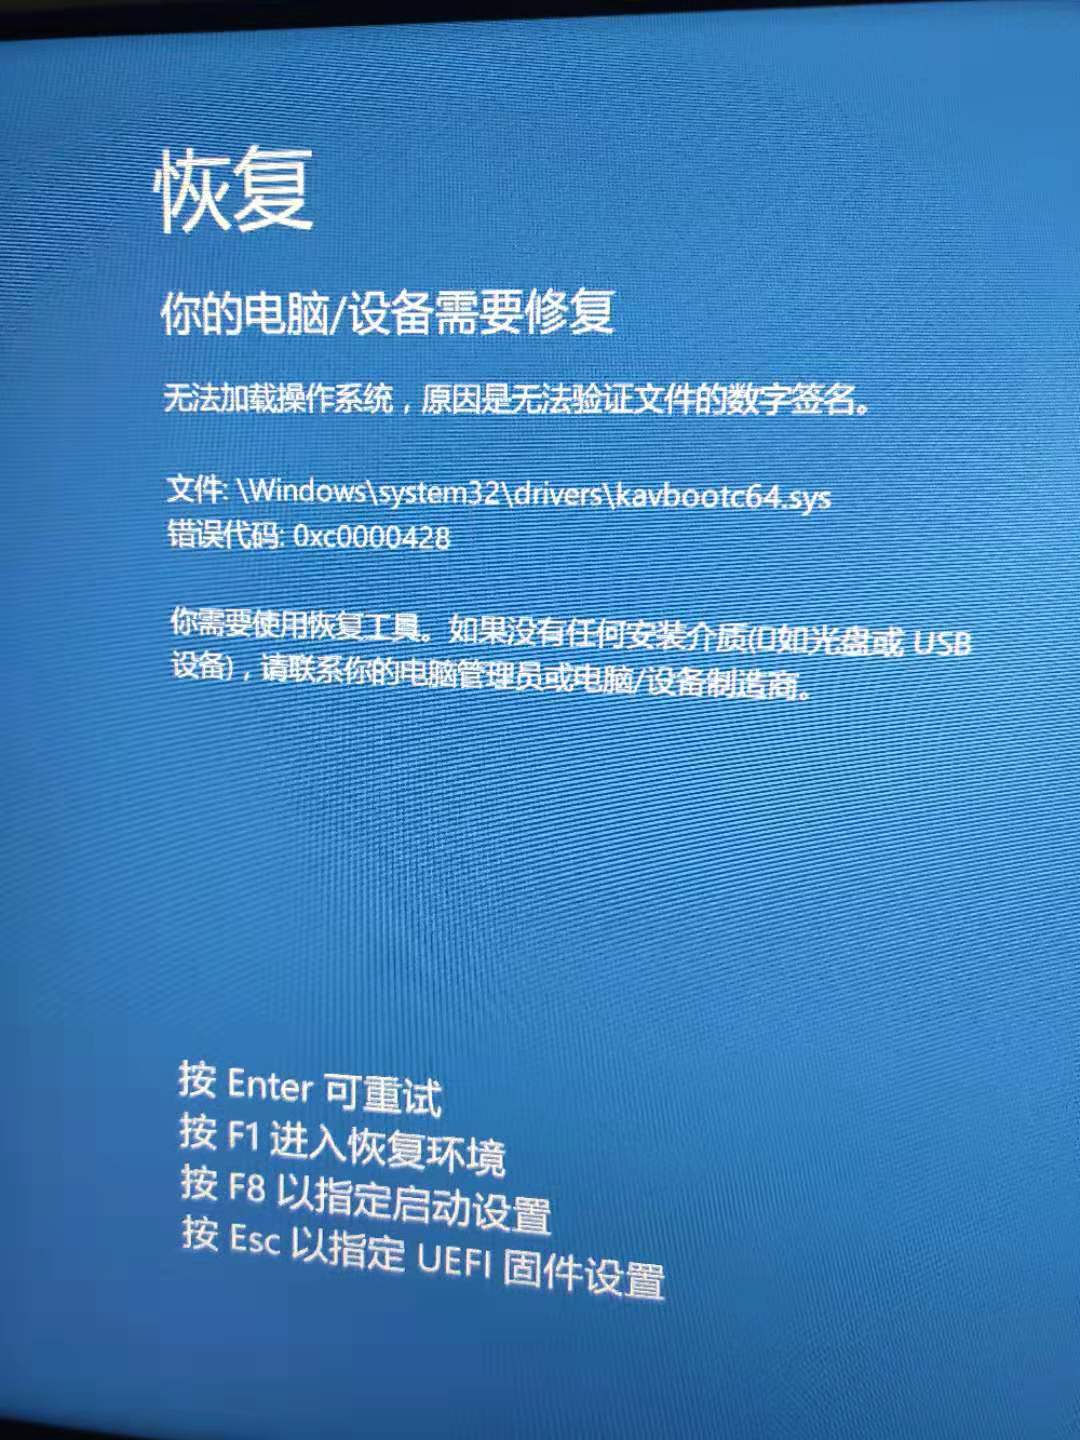 恢复
你的电脑/设备需要修复
无法加载操作系统，原因是无法验证文件的数字签名。
文件: \Windows\system32\drivers\kavbootc64.sys
错误代码: 0xc0000428
你需要使用恢复工具。如果没有任何安装介质(□如光盘或 USB
设备)，请联系你的电脑管理员或电脑/设备制造商。
按 Enter 可重试
按 F1 进入恢复环境
按 F8 以指定启动设置
按 Esc 以指定 UEFI 固件设置